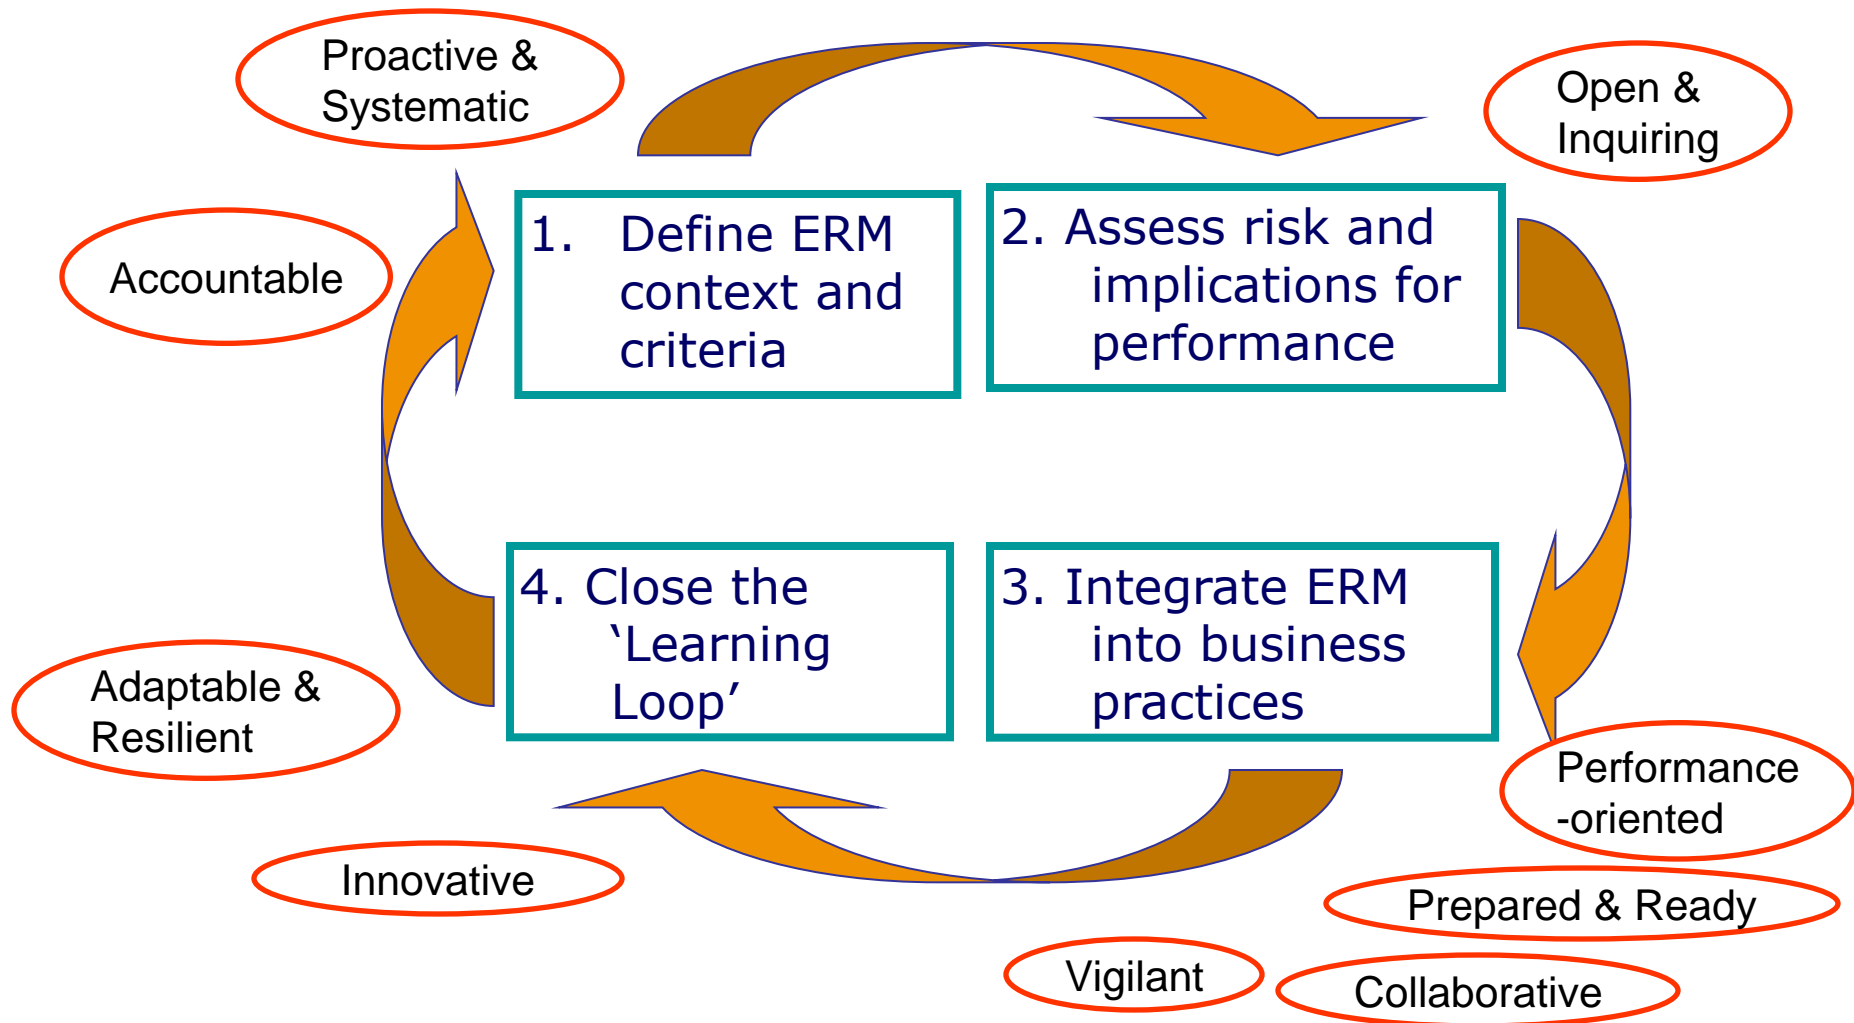 Proactive &
Systematic
Open &
Inquiring
Accountable
1. Define ERM
context and
criteria
2. Assess risk and
implications for
performance
4. Close the
‘Learning
Loop’
3. Integrate ERM
into business
practices
Adaptable &
Resilient
Performance
-oriented
Innovative
Prepared & Ready
Vigilant
Collaborative